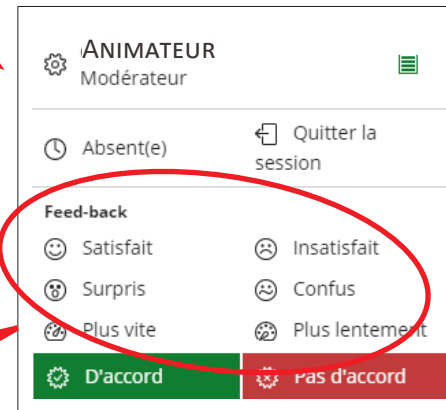 ANIMATEUR
Modérateur
Absent(e)
Quitter la
session
Feed-back
Satisfait
Insatisfait
Surpris
Confus
Plus vite
Plus lentement
D'accord
Pas d'accord